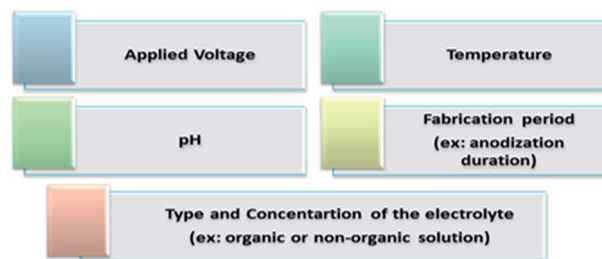 Applied Voltage
Temperature
pH
Fabrication period
(ex: anodization
duration)
Type and Concentartion of the electrolyte
(ex: organic or non-organic solution)